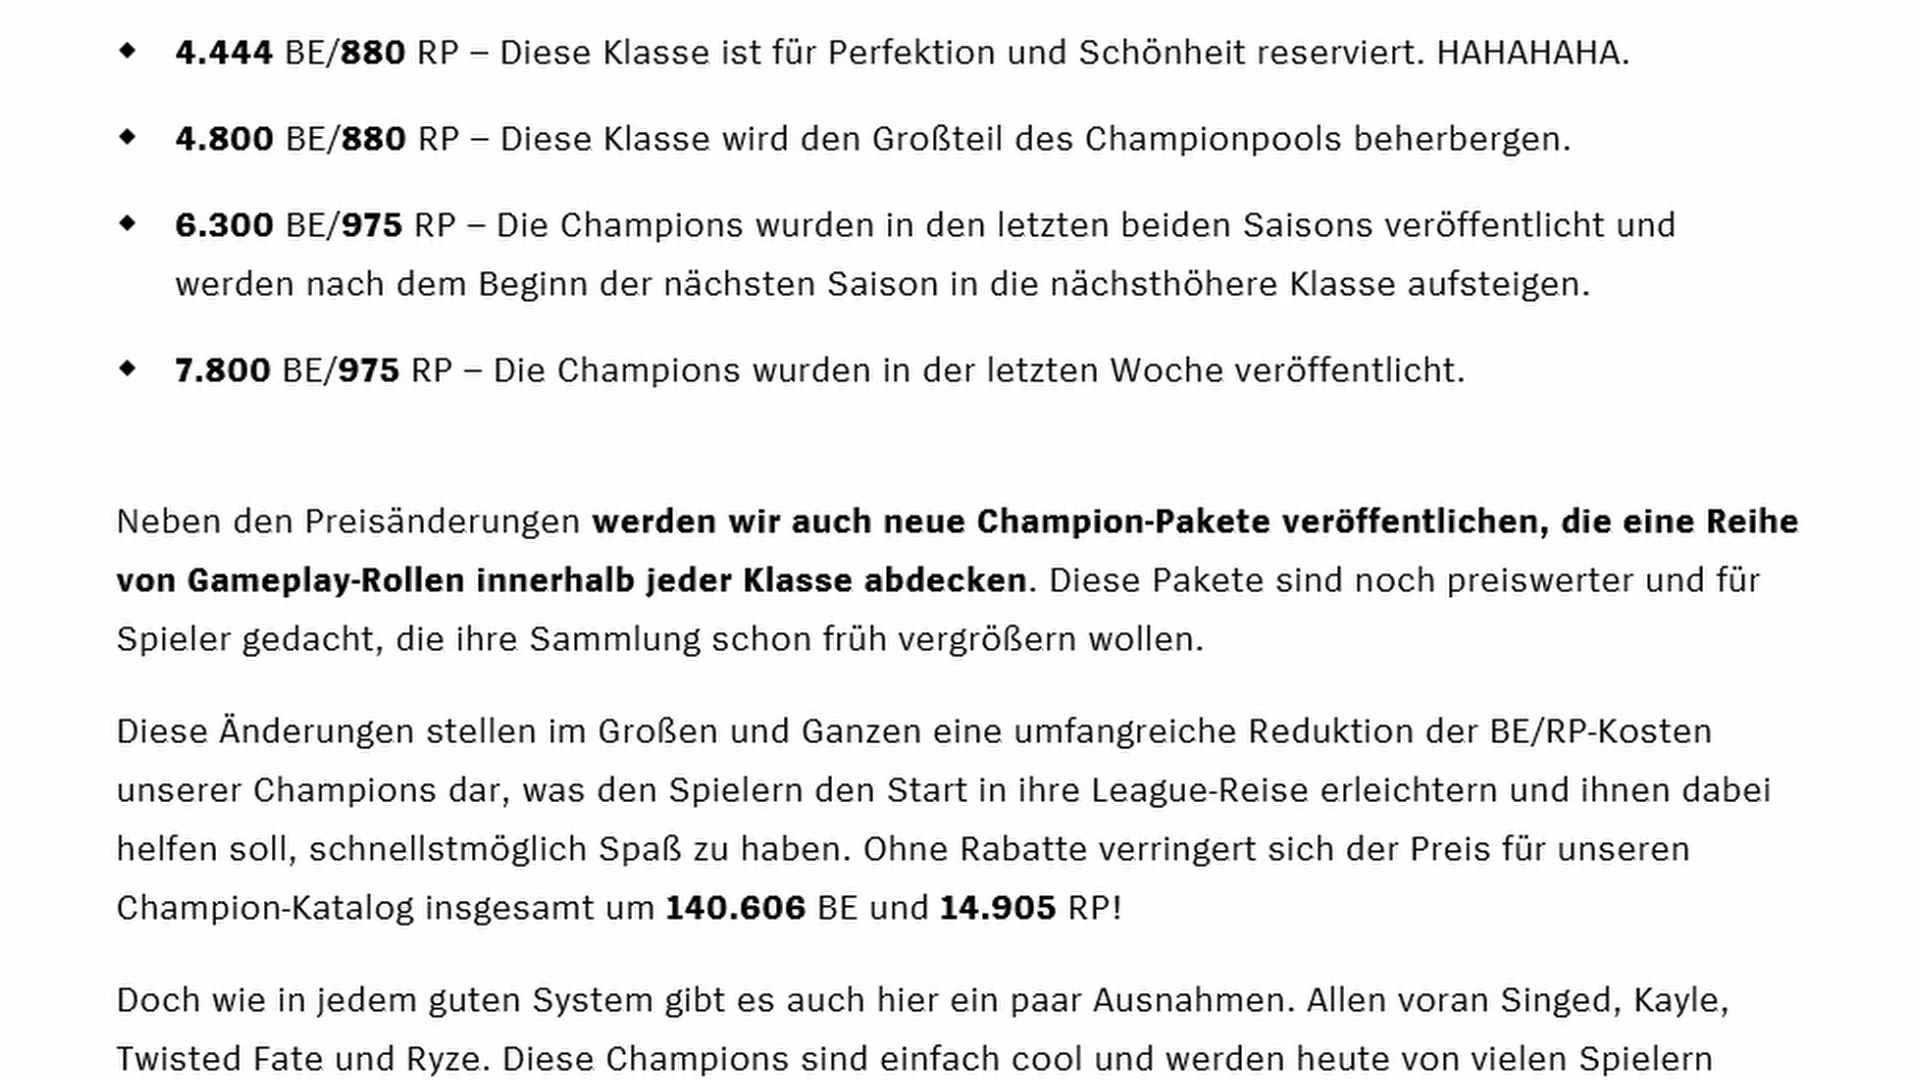 ◆ 4.444 BE/880 RP – Diese Klasse ist für Perfektion und Schönheit reserviert. HAHAHAHA.
◆ 4.800 BE/880 RP – Diese Klasse wird den Großteil des Championpools beherbergen.
◆ 6.300 BE/975 RP – Die Champions wurden in den letzten beiden Saisons veröffentlicht und
werden nach dem Beginn der nächsten Saison in die nächsthöhere Klasse aufsteigen.
◆ 7.800 BE/975 RP – Die Champions wurden in der letzten Woche veröffentlicht.
Neben den Preisänderungen werden wir auch neue Champion-Pakete veröffentlichen, die eine Reihe
von Gameplay-Rollen innerhalb jeder Klasse abdecken. Diese Pakete sind noch preiswerter und für
Spieler gedacht, die ihre Sammlung schon früh vergrößern wollen.
Diese Änderungen stellen im Großen und Ganzen eine umfangreiche Reduktion der BE/RP-Kosten
unserer Champions dar, was den Spielern den Start in ihre League-Reise erleichtern und ihnen dabei
helfen soll, schnellstmöglich Spaß zu haben. Ohne Rabatte verringert sich der Preis für unseren
Champion-Katalog insgesamt um 140.606 BE und 14.905 RP!
Doch wie in jedem guten System gibt es auch hier ein paar Ausnahmen. Allen voran Singed, Kayle,
Twisted Fate und Ryze. Diese Champions sind einfach cool und werden heute von vielen Spielern